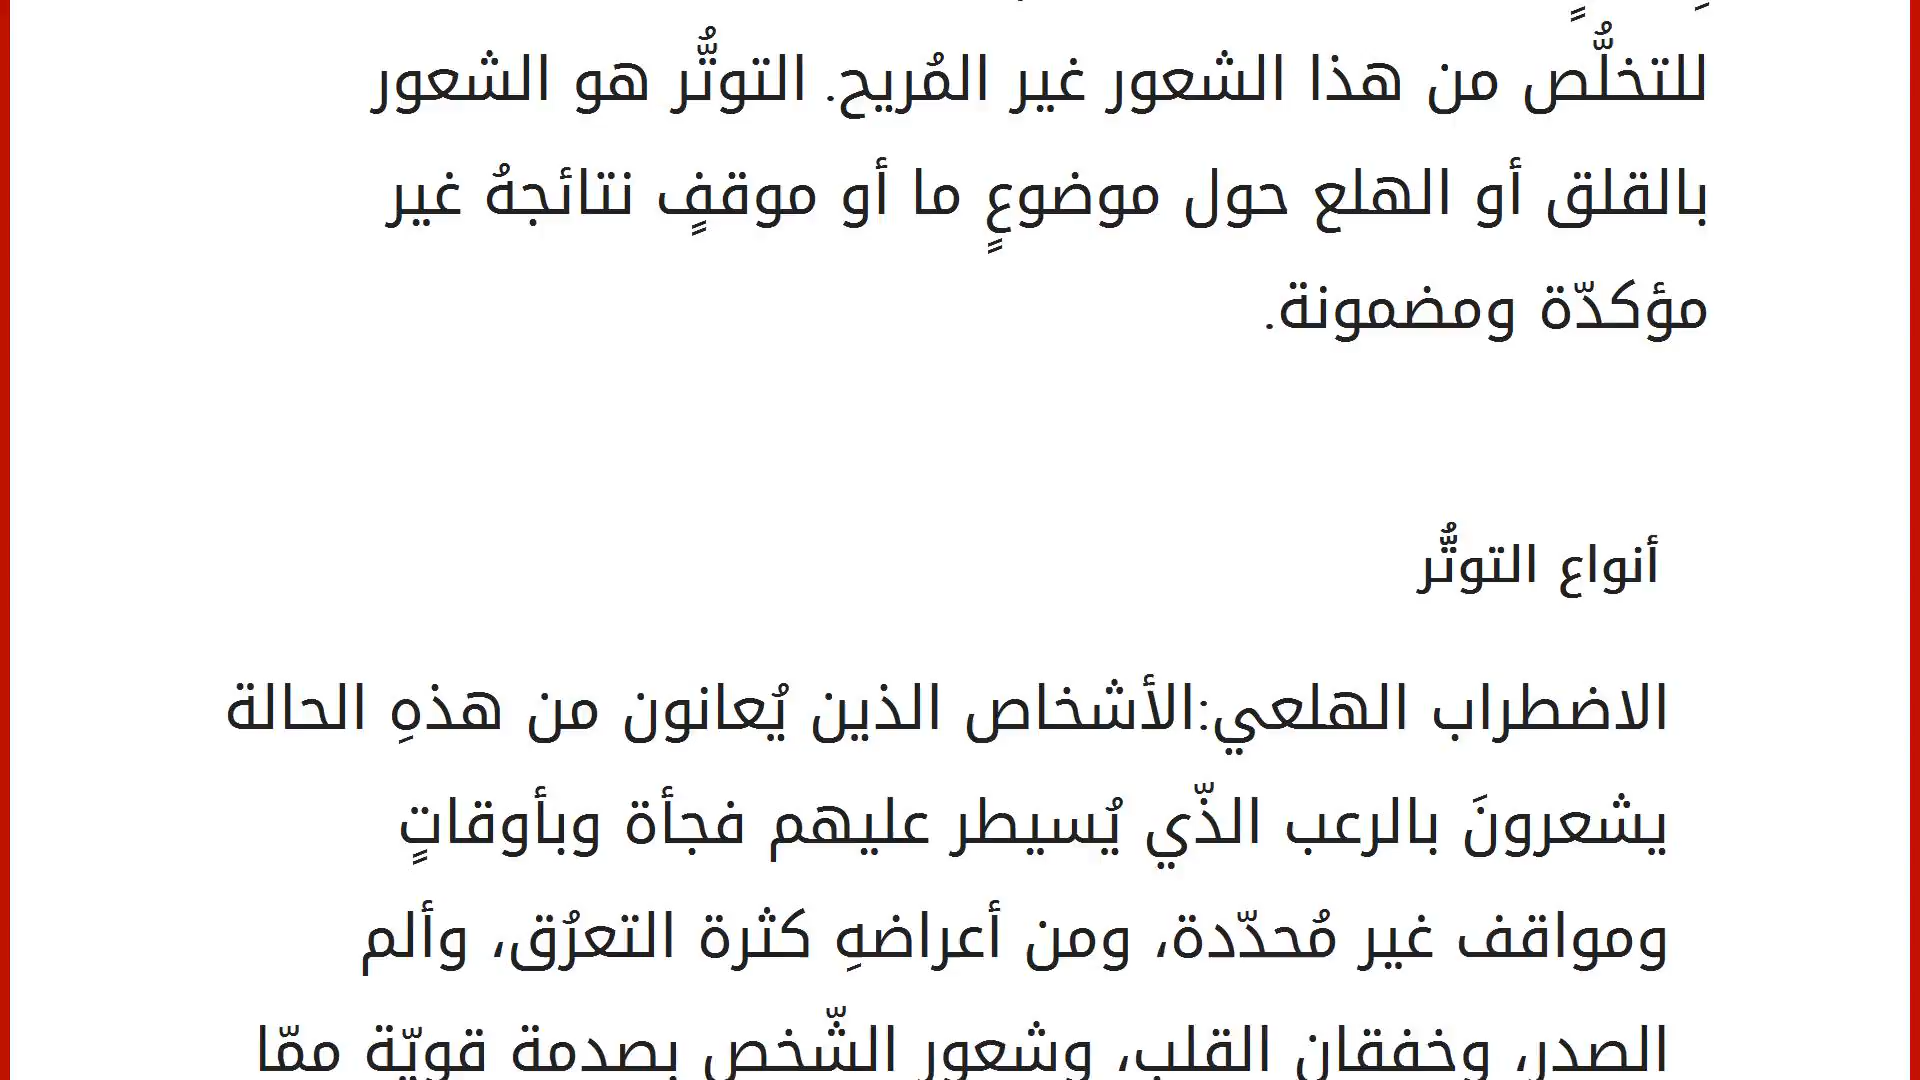 للتخلُّص من هذا الشعور غير المُريح. التوتُّر هو الشعور
بالقلق أو الهلع حول موضوعٍ ما أو موقفٍ نتائجهُ غير
مؤكدّة ومضمونة.
أنواع التوتُّر
الاضطراب الهلعي:الأشخاص الذين يُعانون من هذهِ الحالة
يشعرونَ بالرعب الذّي يُسيطر عليهم فجأة وبأوقاتٍ
ومواقف غير مُحدّدة، ومن أعراضهِ كثرة التعرُق، وألم
الصدر، وخفقان القلب، وشعور الشّخص بصدمة قويّة ممّا